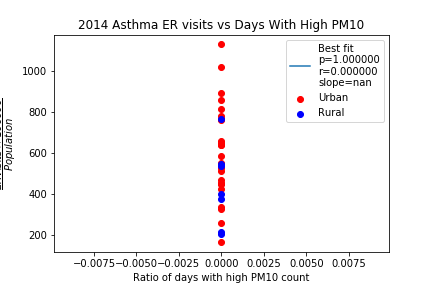 2014 Asthma ER visits vs Days With High PM10
Best fit
p=1.000000
r=0.000000
slope=nan
Urban
Rural
1000
800
600
400
200
Population
−0.0075 −0.0050 −0.0025 0.0000 0.0025 0.0050 0.0075
Ratio of days with high PM10 count